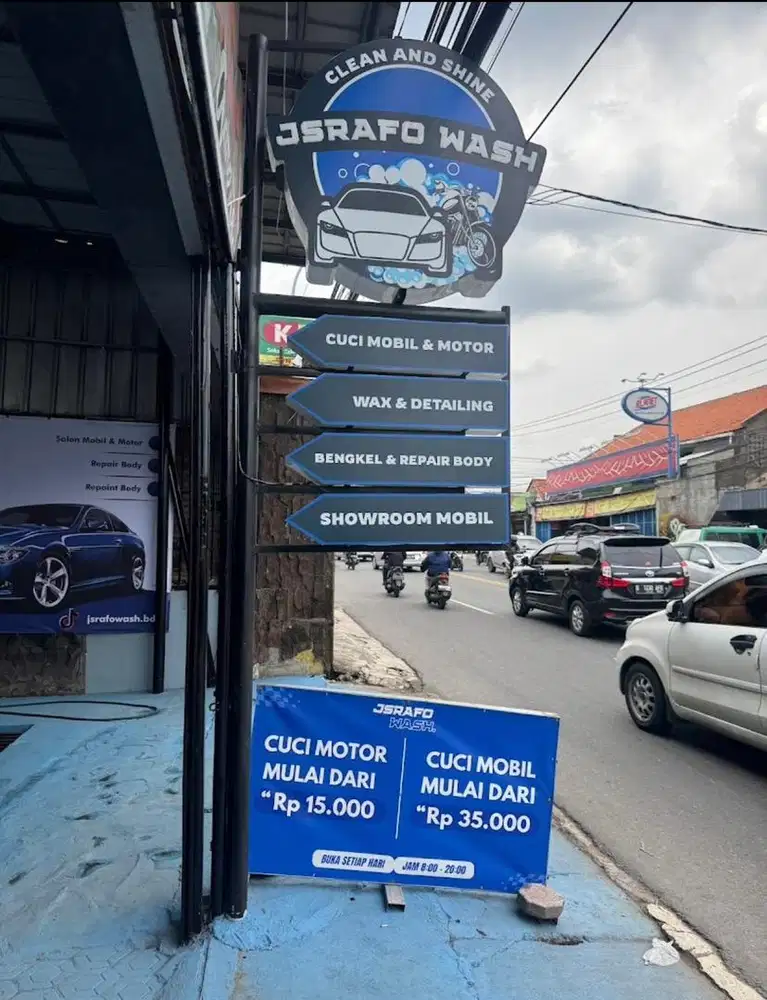 CLEAN AND SHINE
JSRAFO WASH
CUCI MOBIL & MOTOR
WAX & DETAILING
BENGKEL & REPAIR BODY
SHOWROOM MOBIL
Salon Mobil & Motor
Repair Body
Repaint Body
jsrafowash.bd
JSRAFO
WASH.
CUCI MOTOR
MULAI DARI
“Rp 15.000
CUCI MOBIL
MULAI DARI
“Rp 35.000
BUKA SETIAP HARI
JAM 8:00 - 20:00